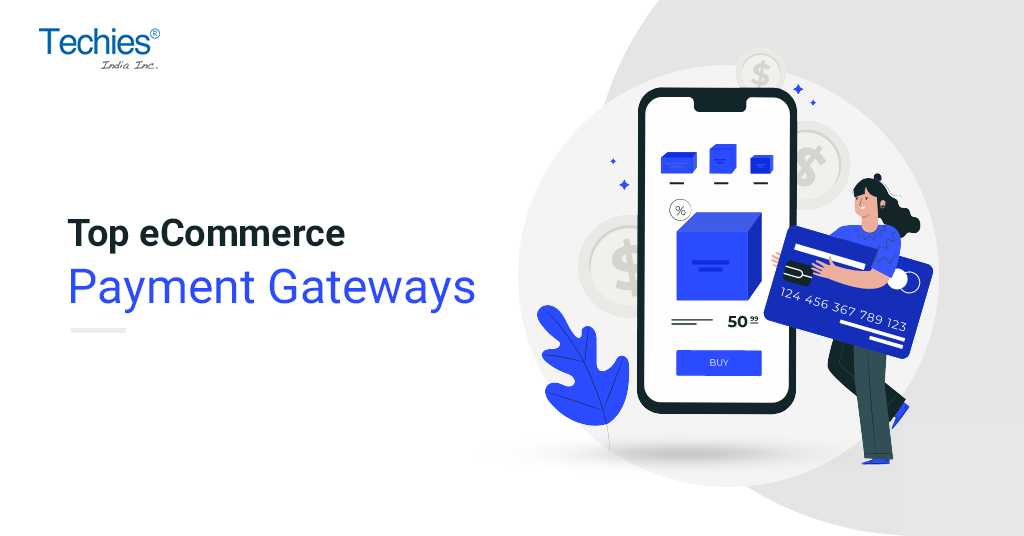 Techies®
India Inc.
Top eCommerce
Payment Gateways
$
$
$
%
50 99
BUY
124 456 367 789 123